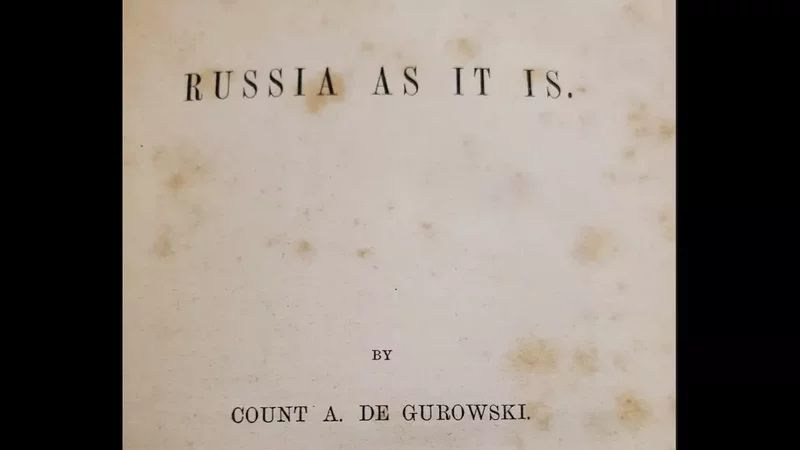 RUSSIA AS IT IS.
BY
COUNT A. DE GUROWSKI.